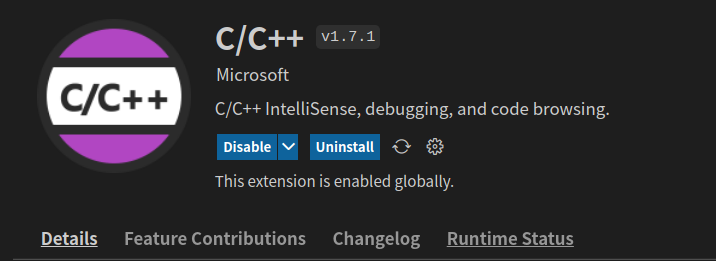 C/C++ v1.7.1
C/C++
Microsoft
C/C++ IntelliSense, debugging, and code browsing.
Disable Uninstall
This extension is enabled globally.
Details Feature Contributions Changelog Runtime Status